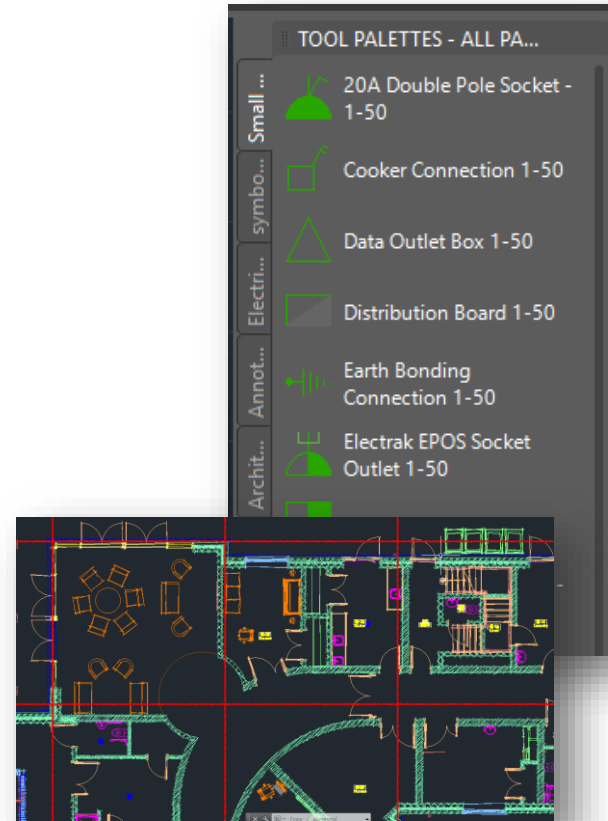 TOOL PALETTES - ALL PA...
Small ...
20A Double Pole Socket -
1-50
Cooker Connection 1-50
symbo...
Data Outlet Box 1-50
Electri...
Distribution Board 1-50
Annot...
Earth Bonding
Connection 1-50
Archit...
Electrak EPOS Socket
Outlet 1-50